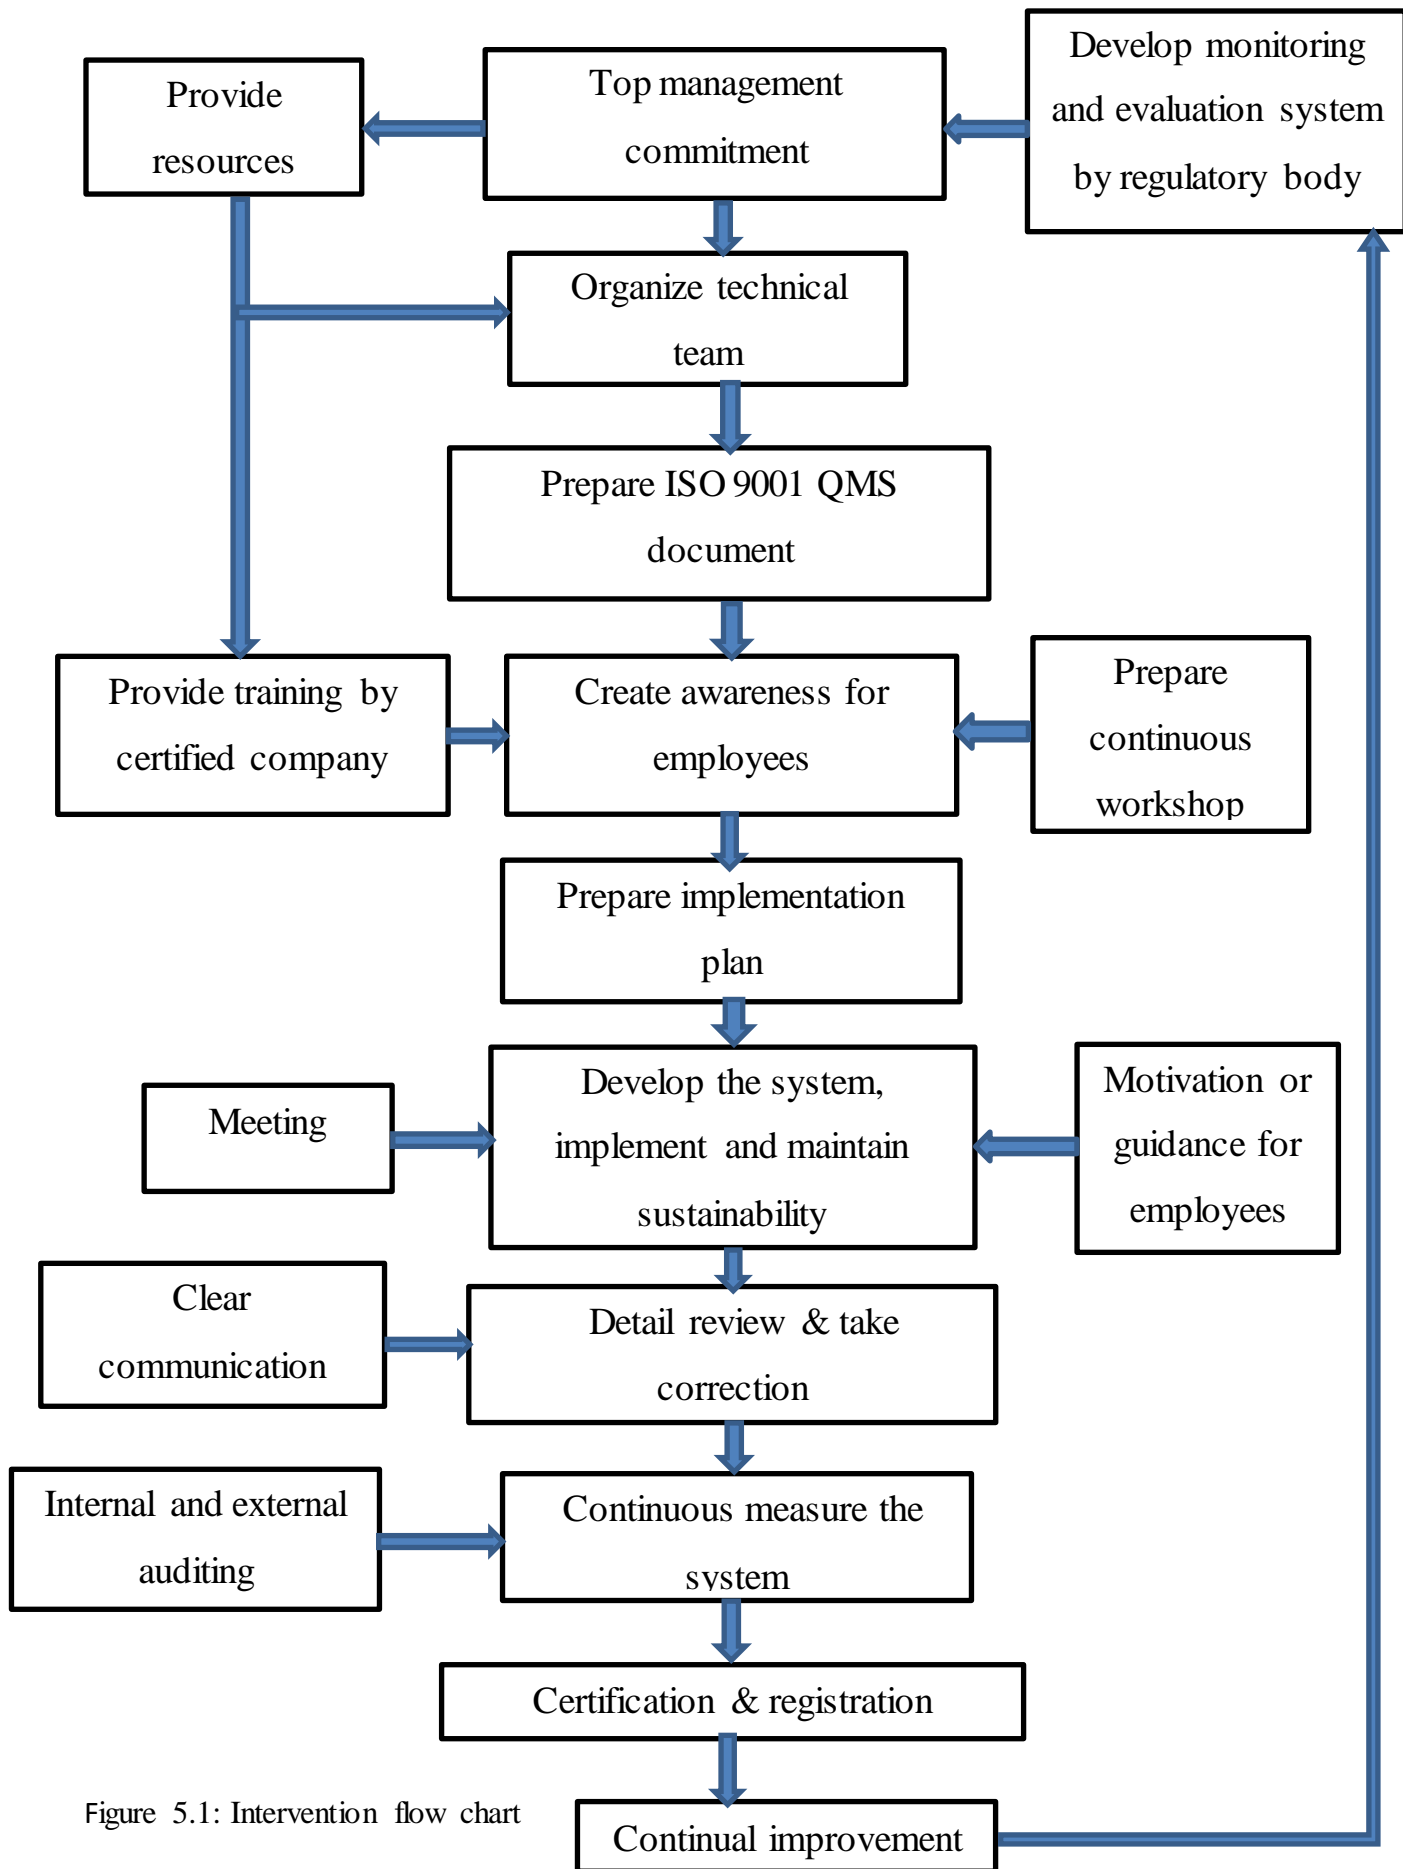 Provide
resources
Top management
commitment
Develop monitoring
and evaluation system
by regulatory body
Organize technical
team
Prepare ISO 9001 QMS
document
Provide training by
certified company
Create awareness for
employees
Prepare
continuous
workshop
Prepare implementation
plan
Meeting
Develop the system,
implement and maintain
sustainability
Motivation or
guidance for
employees
Clear
communication
Detail review & take
correction
Internal and external
auditing
Continuous measure the
system
Certification & registration
Figure 5.1: Intervention flow chart
Continual improvement